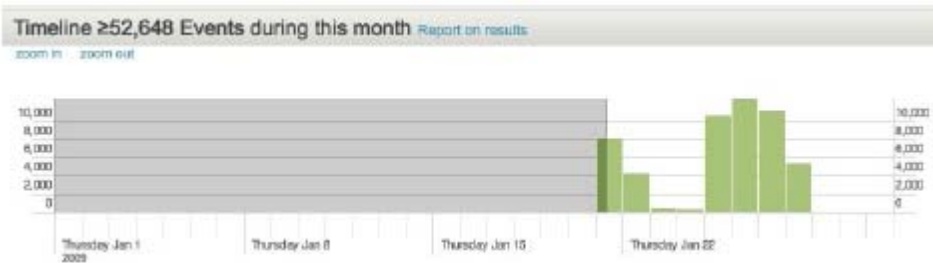 Timeline ≥52,648 Events during this month Report on results
zoom in zoom out
10,000 10,000
8,000 8,000
6,000 6,000
4,000 4,000
2,000 2,000
0 0
Thursday Jan 1 Thursday Jan 8 Thursday Jan 15 Thursday Jan 22
2009